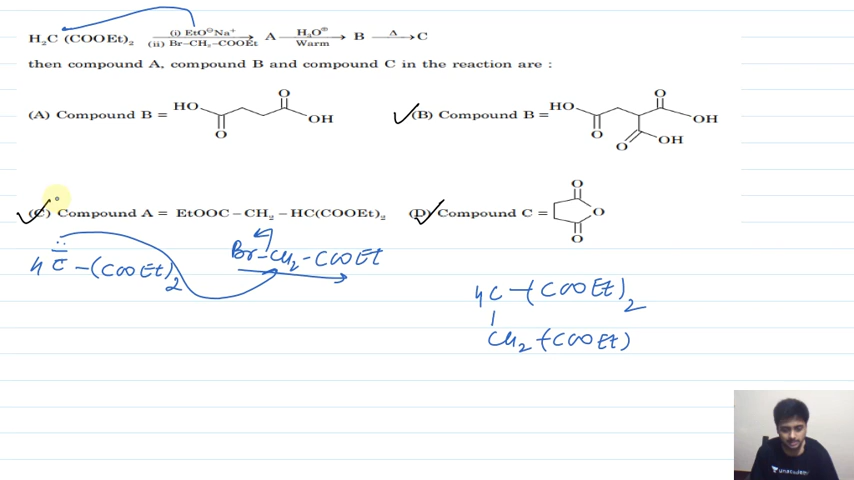 H₂C (COOEt)₂ (i) EtO⊖Na⁺ (ii) Br–CH₂–COOEt A H₃O⊕ Warm B Δ C
then compound A, compound B and compound C in the reaction are :
(A) Compound B = HO O O OH
(B) Compound B = HO O O OH O OH
(C) Compound A = EtOOC – CH₂ – HC(COOEt)₂
(D) Compound C = O O O
H C̄ –(COOEt)₂ Br–CH₂–COOEt
HC –(COOEt)₂
|
CH₂ –(COOEt)
unacademy